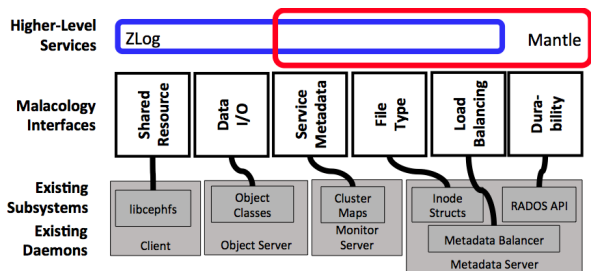 Higher-Level
Services
ZLog
Mantle
Malacology
Interfaces
Shared
Resource
Data
I/O
Service
Metadata
File
Type
Load
Balancing
Dura-
bility
Existing
Subsystems
libcephfs
Object
Classes
Cluster
Maps
Inode
Structs
RADOS API
Existing
Daemons
Client
Object Server
Monitor
Server
Metadata Balancer
Metadata Server